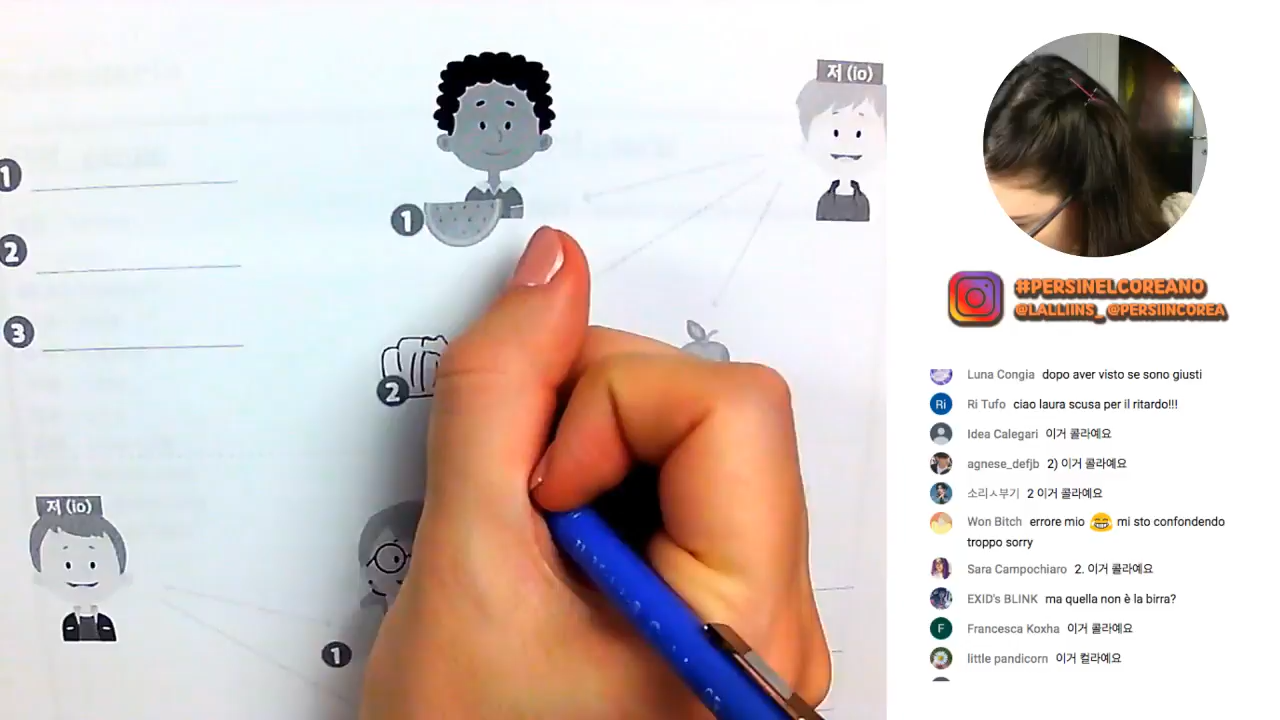 저 (io)
1
1
2
3
2
저 (io)
1
#PERSINELCOREANO
@LALLIINS_ @PERSIINCOREA
Luna Congia dopo aver visto se sono giusti
Ri Ri Tufo ciao laura scusa per il ritardo!!!
Idea Calegari 이거 콜라예요
agnese_defjb 2) 이거 콜라예요
소리ㅅ부기 2 이거 콜라예요
Won Bitch errore mio 😂 mi sto confondendo
troppo sorry
Sara Campochiaro 2. 이거 콜라예요
EXID's BLINK ma quella non è la birra?
F Francesca Koxha 이거 콜라예요
little pandicorn 이거 컬라예요